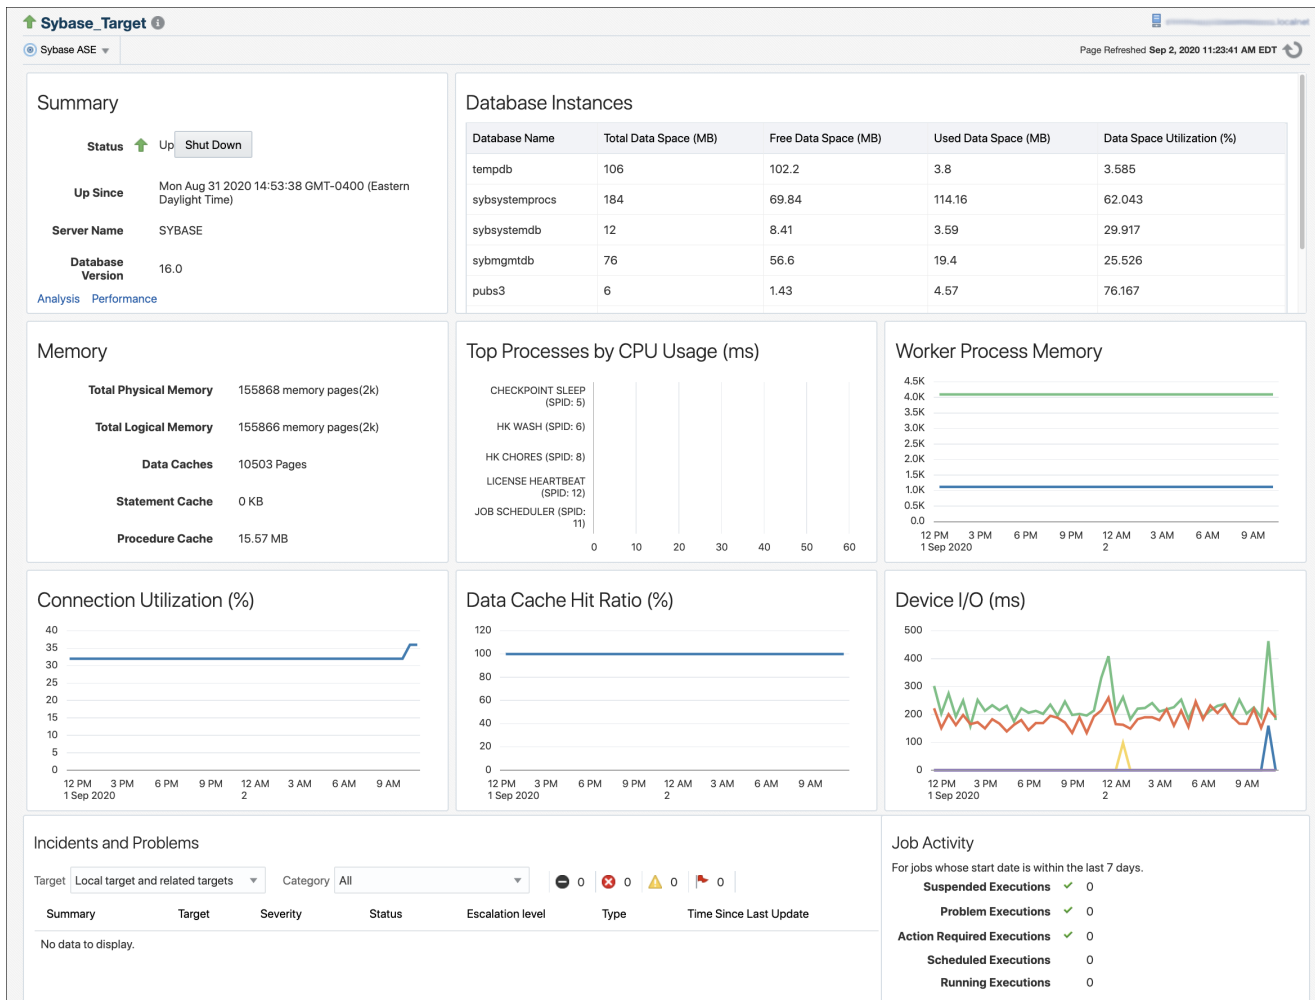 Sybase_Target
Sybase ASE
Page Refreshed Sep 2, 2020 11:23:41 AM EDT
Summary
Status Up Shut Down
Up Since Mon Aug 31 2020 14:53:38 GMT-0400 (Eastern
Daylight Time)
Server Name SYBASE
Database
Version 16.0
Analysis Performance
Database Instances
Database Name Total Data Space (MB) Free Data Space (MB) Used Data Space (MB) Data Space Utilization (%)
tempdb 106 102.2 3.8 3.585
sybsystemprocs 184 69.84 114.16 62.043
sybsystemdb 12 8.41 3.59 29.917
sybmgmtdb 76 56.6 19.4 25.526
pubs3 6 1.43 4.57 76.167
Memory
Total Physical Memory 155868 memory pages(2k)
Total Logical Memory 155866 memory pages(2k)
Data Caches 10503 Pages
Statement Cache 0 KB
Procedure Cache 15.57 MB
Top Processes by CPU Usage (ms)
CHECKPOINT SLEEP
(SPID: 5)
HK WASH (SPID: 6)
HK CHORES (SPID: 8)
LICENSE HEARTBEAT
(SPID: 12)
JOB SCHEDULER (SPID:
11)
0 10 20 30 40 50 60
Worker Process Memory
4.5K
4.0K
3.5K
3.0K
2.5K
2.0K
1.5K
1.0K
0.5K
0.0
12 PM 3 PM 6 PM 9 PM 12 AM 3 AM 6 AM 9 AM
1 Sep 2020 2
Connection Utilization (%)
40
35
30
25
20
15
10
5
0
12 PM 3 PM 6 PM 9 PM 12 AM 3 AM 6 AM 9 AM
1 Sep 2020 2
Data Cache Hit Ratio (%)
120
100
80
60
40
20
0
12 PM 3 PM 6 PM 9 PM 12 AM 3 AM 6 AM 9 AM
1 Sep 2020 2
Device I/O (ms)
500
400
300
200
100
0
12 PM 3 PM 6 PM 9 PM 12 AM 3 AM 6 AM 9 AM
1 Sep 2020 2
Incidents and Problems
Target Local target and related targets Category All 0 0 0 0
Summary Target Severity Status Escalation level Type Time Since Last Update
No data to display.
Job Activity
For jobs whose start date is within the last 7 days.
Suspended Executions 0
Problem Executions 0
Action Required Executions 0
Scheduled Executions 0
Running Executions 0